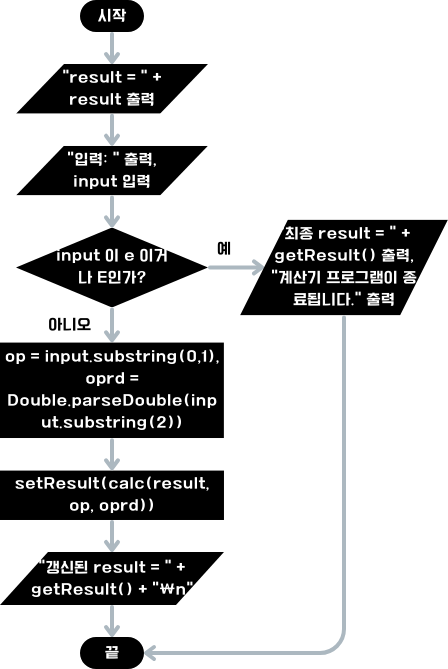 시작
"result = " +
result 출력
"입력: " 출력,
input 입력
input 이 e 이거
나 E인가?
예
최종 result = " +
getResult() 출력,
"계산기 프로그램이 종
료됩니다." 출력
아니오
op = input.substring(0,1),
oprd =
Double.parseDouble(inp
ut.substring(2))
setResult(calc(result,
op, oprd))
"갱신된 result = " +
getResult() + "₩n"
끝